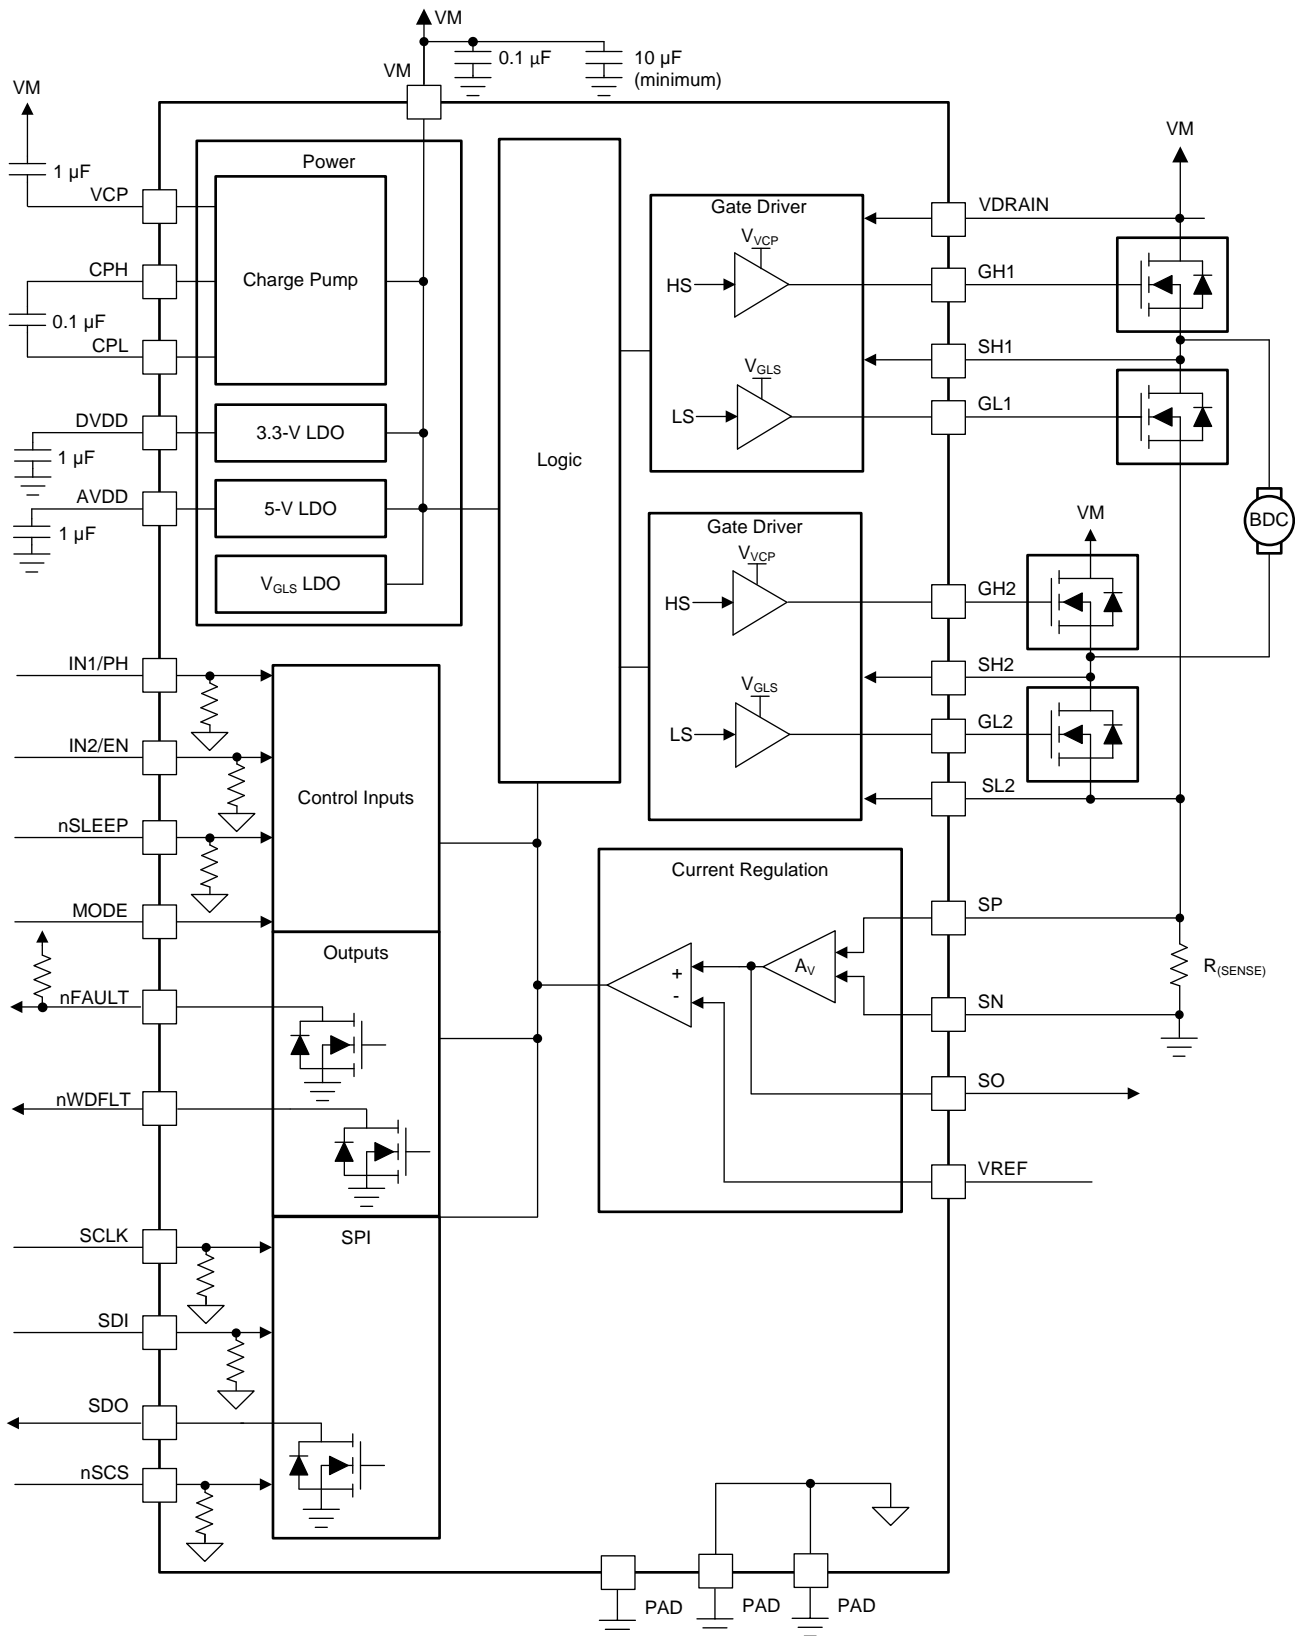 VM
VM
0.1 µF
10 µF
(minimum)
VM
1 µF
VCP
CPH
0.1 µF
CPL
DVDD
1 µF
AVDD
1 µF
Power
Charge Pump
3.3-V LDO
5-V LDO
VGLS LDO
Logic
Gate Driver
VVCP
HS
VGLS
LS
Gate Driver
VVCP
HS
VGLS
LS
VM
VDRAIN
GH1
SH1
GL1
BDC
VM
GH2
SH2
GL2
SL2
IN1/PH
IN2/EN
nSLEEP
MODE
nFAULT
nWDFLT
SCLK
SDI
SDO
nSCS
Control Inputs
Outputs
SPI
Current Regulation
+
-
AV
SP
R(SENSE)
SN
SO
VREF
PAD
PAD
PAD